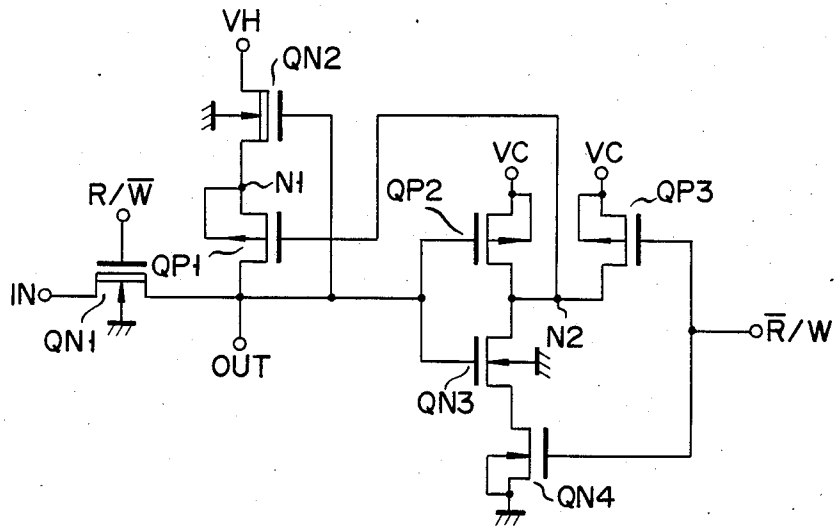 VH
QN2
VC
VC
N1
QP2
QP3
R/W̅
QP1
IN
QN1
OUT
N2
R̅/W
QN3
QN4